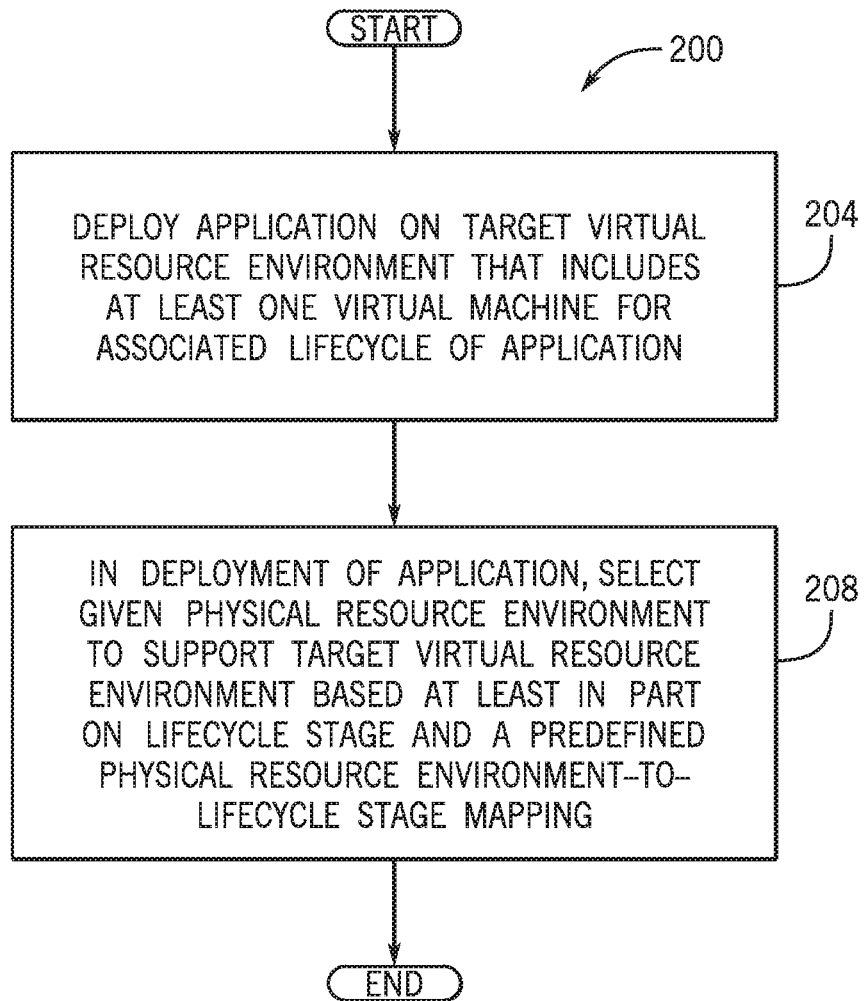 START
200
DEPLOY APPLICATION ON TARGET VIRTUAL
RESOURCE ENVIRONMENT THAT INCLUDES
AT LEAST ONE VIRTUAL MACHINE FOR
ASSOCIATED LIFECYCLE OF APPLICATION
204
IN DEPLOYMENT OF APPLICATION, SELECT
GIVEN PHYSICAL RESOURCE ENVIRONMENT
TO SUPPORT TARGET VIRTUAL RESOURCE
ENVIRONMENT BASED AT LEAST IN PART
ON LIFECYCLE STAGE AND A PREDEFINED
PHYSICAL RESOURCE ENVIRONMENT–TO–
LIFECYCLE STAGE MAPPING
208
END